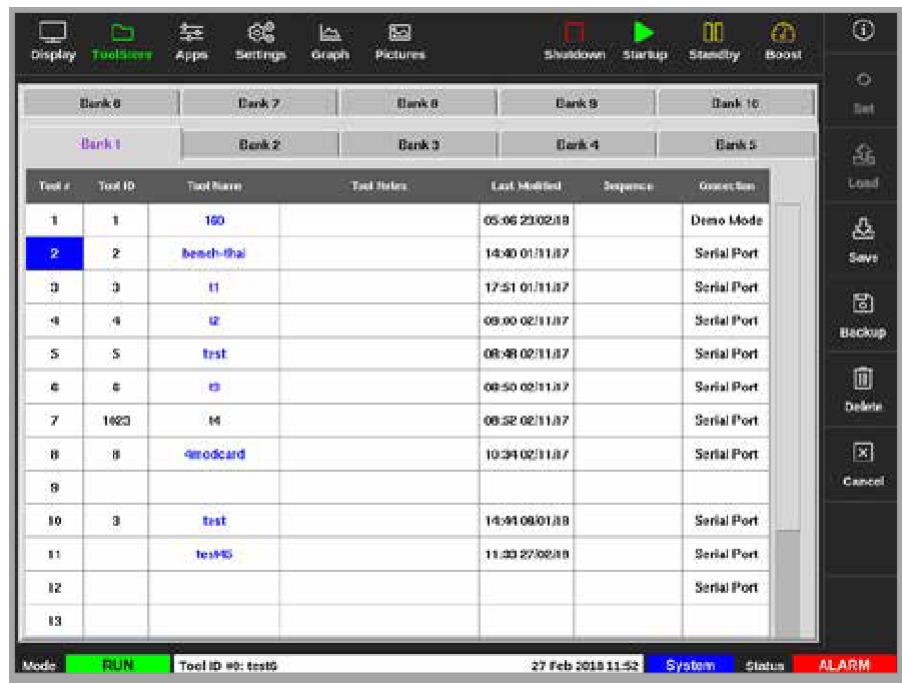 Display ToolStore Apps Settings Graph Pictures Shutdown Startup Standby Boost
Bank 6 Bank 7 Bank 8 Bank 9 Bank 10 Set
Bank 1 Bank 2 Bank 3 Bank 4 Bank 5
Tool # Tool ID Tool Name Tool Notes Last Modified Sequence Connection Load
1 1 160 05:06 23/02/18 Demo Mode
2 2 bench-thai 14:40 01/11/17 Serial Port Save
3 3 t1 17:51 01/11/17 Serial Port
4 4 t2 08:00 02/11/17 Serial Port Backup
5 5 test 08:48 02/11/17 Serial Port
6 6 t3 08:50 02/11/17 Serial Port
7 1623 t4 08:52 02/11/17 Serial Port Delete
8 8 4modcard 10:34 02/11/17 Serial Port
9 Cancel
10 3 test 14:44 Serial Port
11 test45 11:33 27/02/18 Serial Port
12 Serial Port
13
Mode RUN Tool ID #0: test6 27 Feb 2018 11:52 System Status ALARM